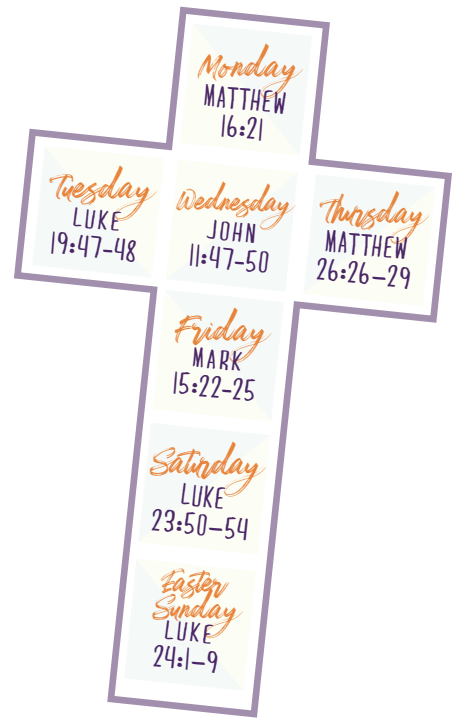 Monday
MATTHEW
16:21
Tuesday
LUKE
19:47–48
Wednesday
JOHN
11:47–50
Thursday
MATTHEW
26:26–29
Friday
MARK
15:22–25
Saturday
LUKE
23:50–54
Easter
Sunday
LUKE
24:1–9